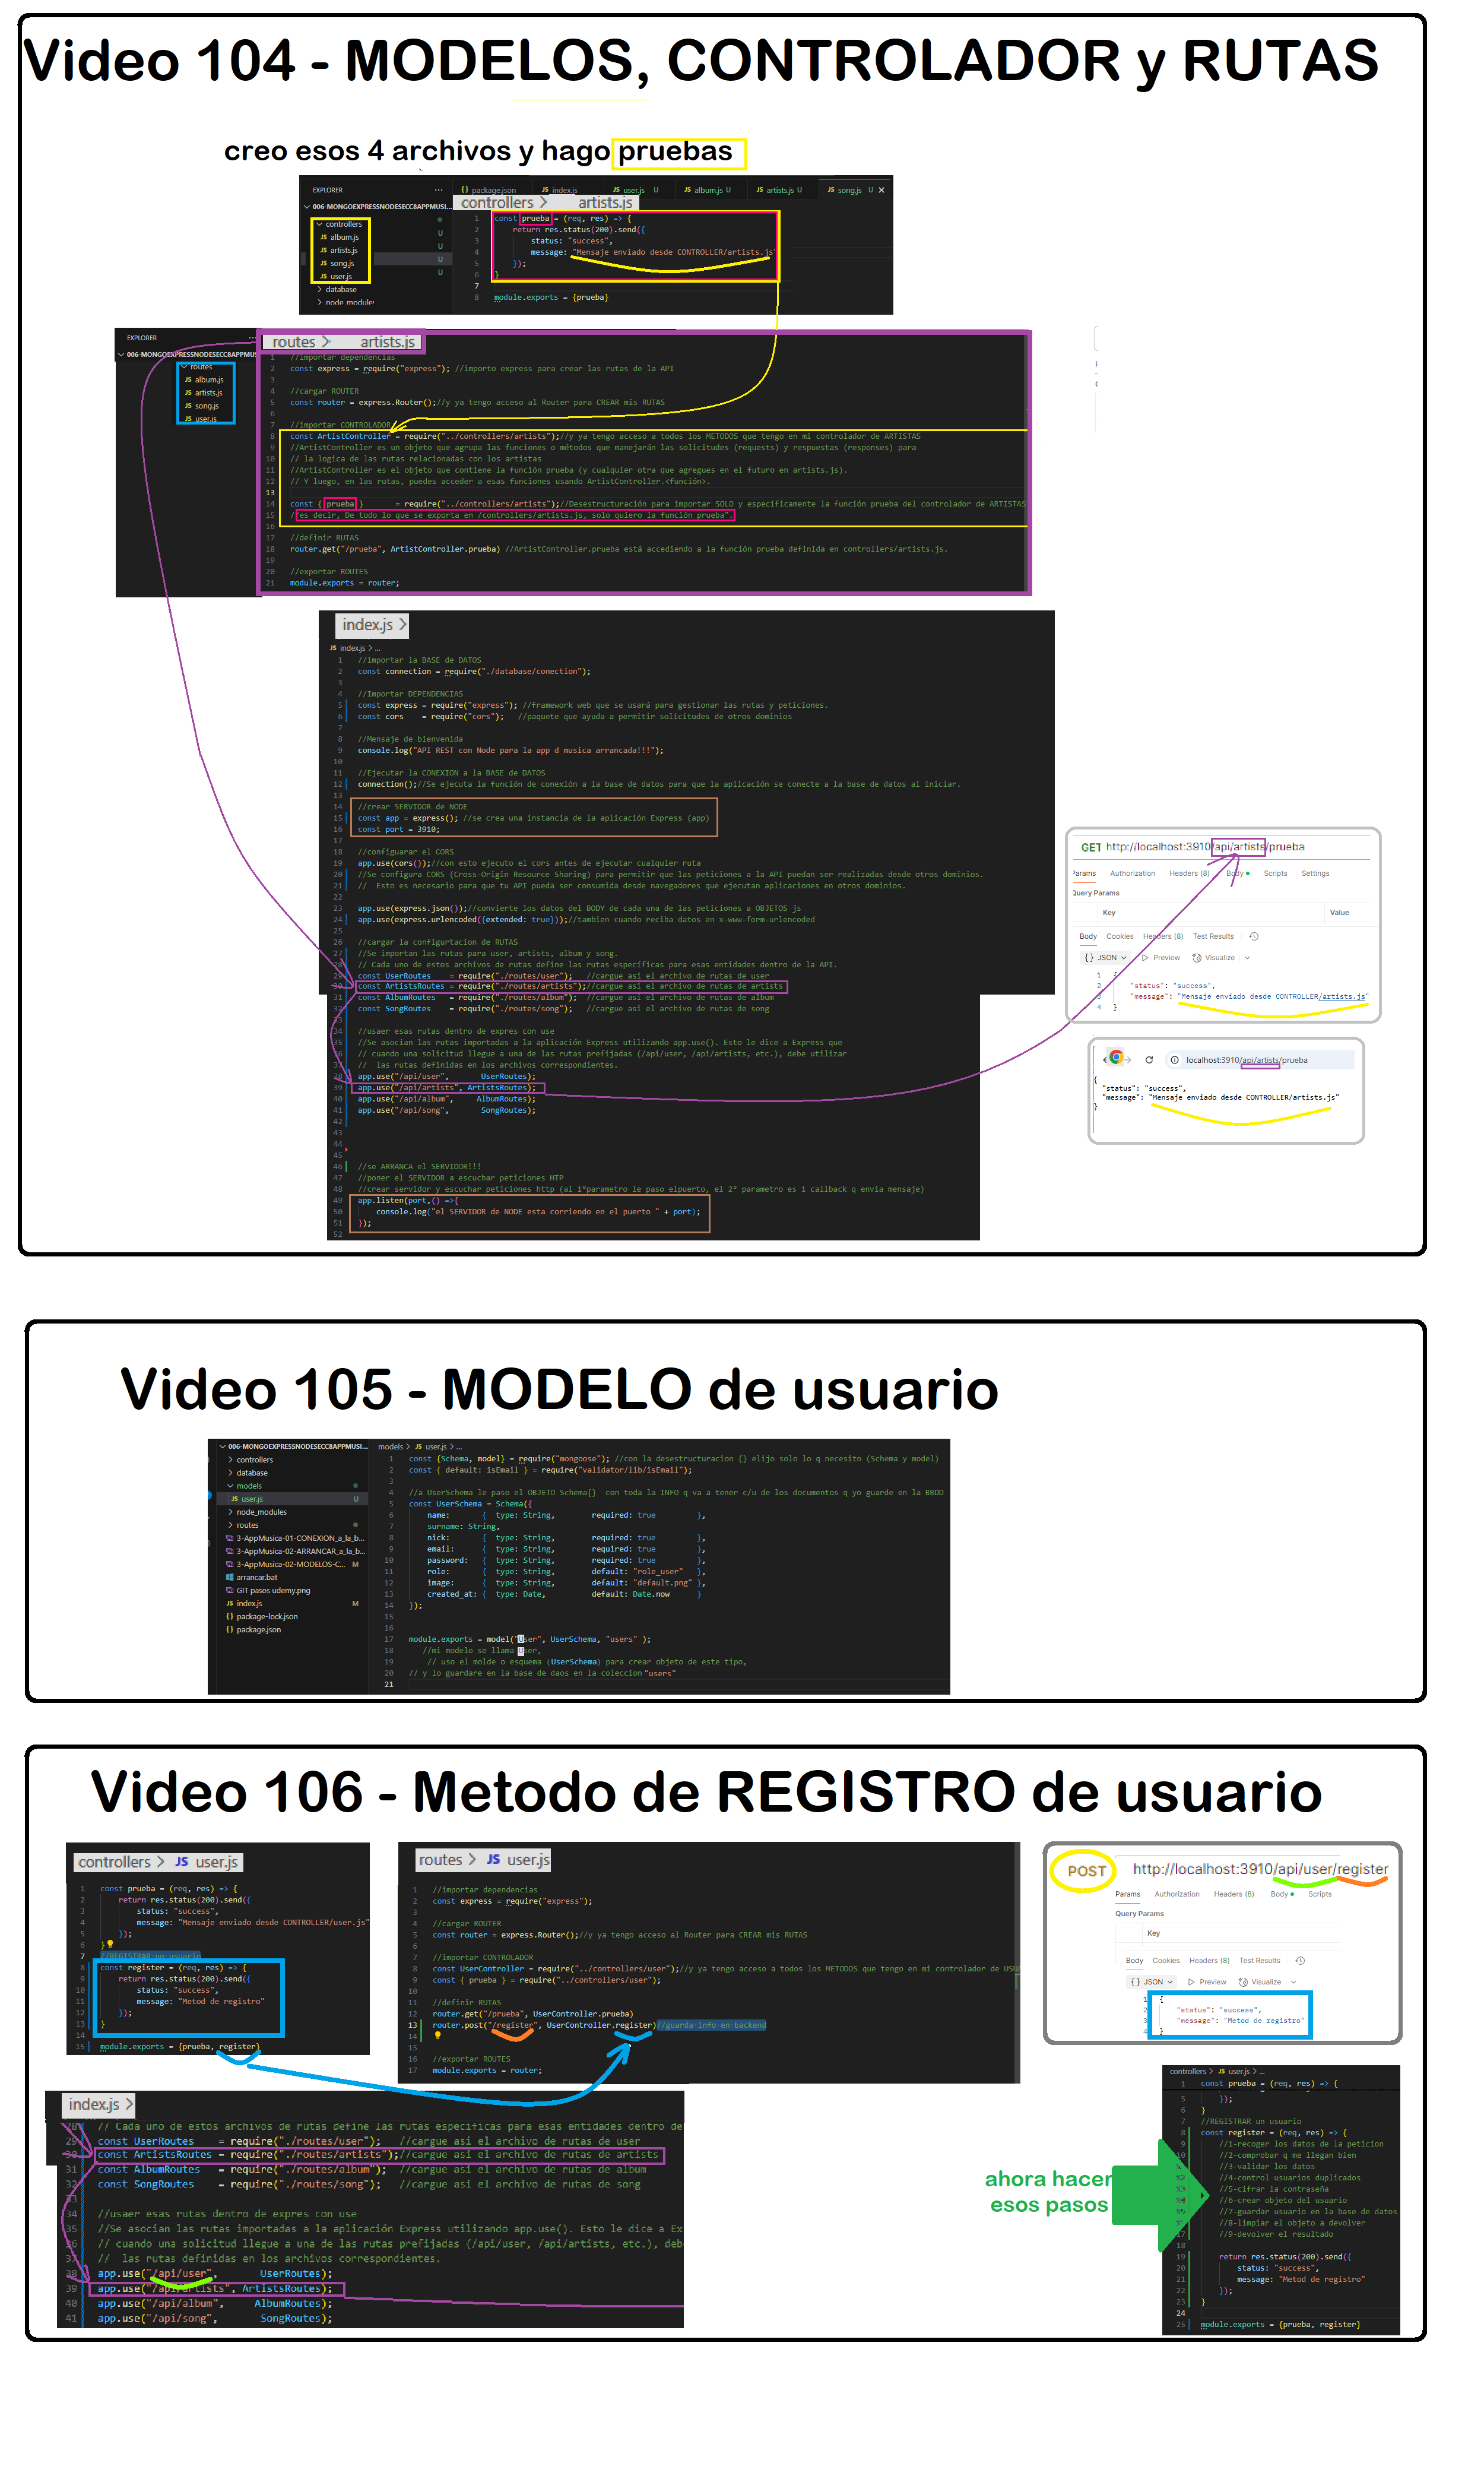 Video 104 - MODELOS, CONTROLADOR y RUTAS
creo esos 4 archivos y hago pruebas
EXPLORER ...
package.json
index.js
user.js U
album.js U
artists.js U
song.js U
006-MONGOEXPRESSNODESECC8APPMUSI...
controllers
album.js U
artists.js U
song.js U
user.js U
database
controllers > artists.js
1 const prueba = (req, res) => {
2 return res.status(200).send({
3 status: "success",
4 message: "Mensaje enviado desde CONTROLLER/artists.js"
5 });
6 }
7
8 module.exports = {prueba}
EXPLORER
006-MONGOEXPRESSNODESECC8APPMUSI
routes
album.js
artists.js
song.js
user.js
routes > artists.js
1 //importar dependencias
2 const express = require("express"); //importo express para crear las rutas de la API
3
4 //cargar ROUTER
5 const router = express.Router();//y ya tengo acceso al Router para CREAR mis RUTAS
6
7 //importar CONTROLADOR
8 const ArtistController = require("../controllers/artists");//y ya tengo acceso a todos los METODOS que tengo en mi controlador de ARTISTAS
9 //ArtistController es un objeto que agrupa las funciones o métodos que manejarán las solicitudes (requests) y respuestas (responses) para
10 // la logica de las rutas relacionadas con los artistas
11 //ArtistController es el objeto que contiene la función prueba (y cualquier otra que agregues en el futuro en artists.js).
12 // Y luego, en las rutas, puedes acceder a esas funciones usando ArtistController.<función>.
13
14 const { prueba } = require("../controllers/artists");//Desestructuración para importar SOLO y específicamente la función prueba del controlador de ARTISTAS
15 //es decir, De todo lo que se exporta en /controllers/artists.js, solo quiero la función prueba".
16
17 //definir RUTAS
18 router.get("/prueba", ArtistController.prueba) //ArtistController.prueba está accediendo a la función prueba definida en controllers/artists.js.
19
20 //exportar ROUTES
21 module.exports = router;
index.js >
JS index.js > ...
1 //importar la BASE de DATOS
2 const connection = require("./database/conection");
3
4 //Importar DEPENDENCIAS
5 const express = require("express"); //framework web que se usará para gestionar las rutas y peticiones.
6 const cors = require("cors"); //paquete que ayuda a permitir solicitudes de otros dominios
7
8 //Mensaje de bienvenida
9 console.log("API REST con Node para la app d musica arrancada!!!");
10
11 //Ejecutar la CONEXION a la BASE de DATOS
12 connection();//Se ejecuta la función de conexión a la base de datos para que la aplicación se conecte a la base de datos al iniciar.
13
14 //crear SERVIDOR de NODE
15 const app = express(); //se crea una instancia de la aplicación Express (app)
16 const port = 3910;
17
18 //configuarar el CORS
19 app.use(cors());//con esto ejecuto el cors antes de ejecutar cualquier ruta
20 //Se configura CORS (Cross-Origin Resource Sharing) para permitir que las peticiones a la API puedan ser realizadas desde otros dominios.
21 // Esto es necesario para que tu API pueda ser consumida desde navegadores que ejecutan aplicaciones en otros dominios.
22
23 app.use(express.json());//convierte los datos del BODY de cada una de las peticiones a OBJETOS js
24 app.use(express.urlencoded({extended: true}));//tambien cuando reciba datos en x-www-form-urlencoded
25
26 //cargar la configurtacion de RUTAS
27 //Se importan las rutas para user, artists, album y song.
28 // Cada uno de estos archivos de rutas define las rutas específicas para esas entidades dentro de la API.
29 const UserRoutes = require("./routes/user"); //cargue asi el archivo de rutas de user
30 const ArtistsRoutes = require("./routes/artists");//cargue asi el archivo de rutas de artists
31 const AlbumRoutes = require("./routes/album"); //cargue asi el archivo de rutas de album
32 const SongRoutes = require("./routes/song"); //cargue asi el archivo de rutas de song
33
34 //usaer esas rutas dentro de expres con use
35 //Se asocian las rutas importadas a la aplicación Express utilizando app.use(). Esto le dice a Express que
36 // cuando una solicitud llegue a una de las rutas prefijadas (/api/user, /api/artists, etc.), debe utilizar
37 // las rutas definidas en los archivos correspondientes.
38 app.use("/api/user", UserRoutes);
39 app.use("/api/artists", ArtistsRoutes);
40 app.use("/api/album", AlbumRoutes);
41 app.use("/api/song", SongRoutes);
42
43
44
45
46 //se ARRANCA el SERVIDOR!!!
47 //poner el SERVIDOR a escuchar peticiones HTP
48 //crear servidor y escuchar peticiones http (al 1ºparametro le paso elpuerto, el 2º parametro es 1 callback q envia mensaje)
49 app.listen(port,() =>{
50 console.log("el SERVIDOR de NODE esta corriendo en el puerto " + port);
51 });
52
GET http://localhost:3910/api/artists/prueba
Params Authorization Headers (8) Body Scripts Settings
Query Params
Key Value
Body Cookies Headers (8) Test Results
{} JSON Preview Visualize
1 {
2 "status": "success",
3 "message": "Mensaje enviado desde CONTROLLER/artists.js"
4 }
localhost:3910/api/artists/prueba
{
"status": "success",
"message": "Mensaje enviado desde CONTROLLER/artists.js"
}
Video 105 - MODELO de usuario
006-MONGOEXPRESSNODESECC8APPMUSI...
controllers
database
models
user.js U
node_modules
routes
3-AppMusica-01-CONEXION_a_la_b...
3-AppMusica-02-ARRANCAR_a_la_b...
3-AppMusica-02-MODELOS-C... M
arrancar.bat
GIT pasos udemy.png
index.js M
package-lock.json
package.json
models > JS user.js > ...
1 const {Schema, model} = require("mongoose"); //con la desestructuracion {} elijo solo lo q necesito (Schema y model)
2 const { default: isEmail } = require("validator/lib/isEmail");
3
4 //a UserSchema le paso el OBJETO Schema{} con toda la INFO q va a tener c/u de los documentos q yo guarde en la BBDD
5 const UserSchema = Schema({
6 name: { type: String, required: true },
7 surname: String,
8 nick: { type: String, required: true },
9 email: { type: String, required: true },
10 password: { type: String, required: true },
11 role: { type: String, default: "role_user" },
12 image: { type: String, default: "default.png" },
13 created_at: { type: Date, default: Date.now }
14 });
15
16
17 module.exports = model("User", UserSchema, "users" );
18 //mi modelo se llama User,
19 // uso el molde o esquema (UserSchema) para crear objeto de este tipo,
20 // y lo guardare en la base de daos en la coleccion "users"
21
Video 106 - Metodo de REGISTRO de usuario
controllers > JS user.js
1 const prueba = (req, res) => {
2 return res.status(200).send({
3 status: "success",
4 message: "Mensaje enviado desde CONTROLLER/user.js"
5 });
6 }
7 //REGISTRAR un usuario
8 const register = (req, res) => {
9 return res.status(200).send({
10 status: "success",
11 message: "Metod de registro"
12 });
13 }
14
15 module.exports = {prueba, register}
routes > JS user.js
1 //importar dependencias
2 const express = require("express");
3
4 //cargar ROUTER
5 const router = express.Router();//y ya tengo acceso al Router para CREAR mis RUTAS
6
7 //importar CONTROLADOR
8 const UserController = require("../controllers/user");//y ya tengo acceso a todos los METODOS que tengo en mi controlador de USUA
9 const { prueba } = require("../controllers/user");
10
11 //definir RUTAS
12 router.get("/prueba", UserController.prueba)
13 router.post("/register", UserController.register)//guarda info en backend
14
15
16 //exportar ROUTES
17 module.exports = router;
POST http://localhost:3910/api/user/register
Params Authorization Headers (8) Body Scripts
Query Params
Key
Body Cookies Headers (8) Test Results
{} JSON Preview Visualize
1 {
2 "status": "success",
3 "message": "Metod de registro"
4 }
index.js >
28 // Cada uno de estos archivos de rutas define las rutas específicas para esas entidades dentro de
29 const UserRoutes = require("./routes/user"); //cargue asi el archivo de rutas de user
30 const ArtistsRoutes = require("./routes/artists");//cargue asi el archivo de rutas de artists
31 const AlbumRoutes = require("./routes/album"); //cargue asi el archivo de rutas de album
32 const SongRoutes = require("./routes/song"); //cargue asi el archivo de rutas de song
33
34 //usaer esas rutas dentro de expres con use
35 //Se asocian las rutas importadas a la aplicación Express utilizando app.use(). Esto le dice a Ex
36 // cuando una solicitud llegue a una de las rutas prefijadas (/api/user, /api/artists, etc.), deb
37 // las rutas definidas en los archivos correspondientes.
38 app.use("/api/user", UserRoutes);
39 app.use("/api/artists", ArtistsRoutes);
40 app.use("/api/album", AlbumRoutes);
41 app.use("/api/song", SongRoutes);
ahora hacer
esos pasos
controllers > JS user.js > ...
1 const prueba = (req, res) => {
5 });
6 }
7 //REGISTRAR un usuario
8 const register = (req, res) => {
9 //1-recoger los datos de la peticion
10 //2-comprobar q me llegan bien
11 //3-validar los datos
12 //4-control usuarios duplicados
13 //5-cifrar la contraseña
14 //6-crear objeto del usuario
15 //7-guardar usuario en la base de datos
16 //8-limpiar el objeto a devolver
17 //9-devolver el resultado
19 return res.status(200).send({
20 status: "success",
21 message: "Metod de registro"
22 });
23 }
24
25 module.exports = {prueba, register}